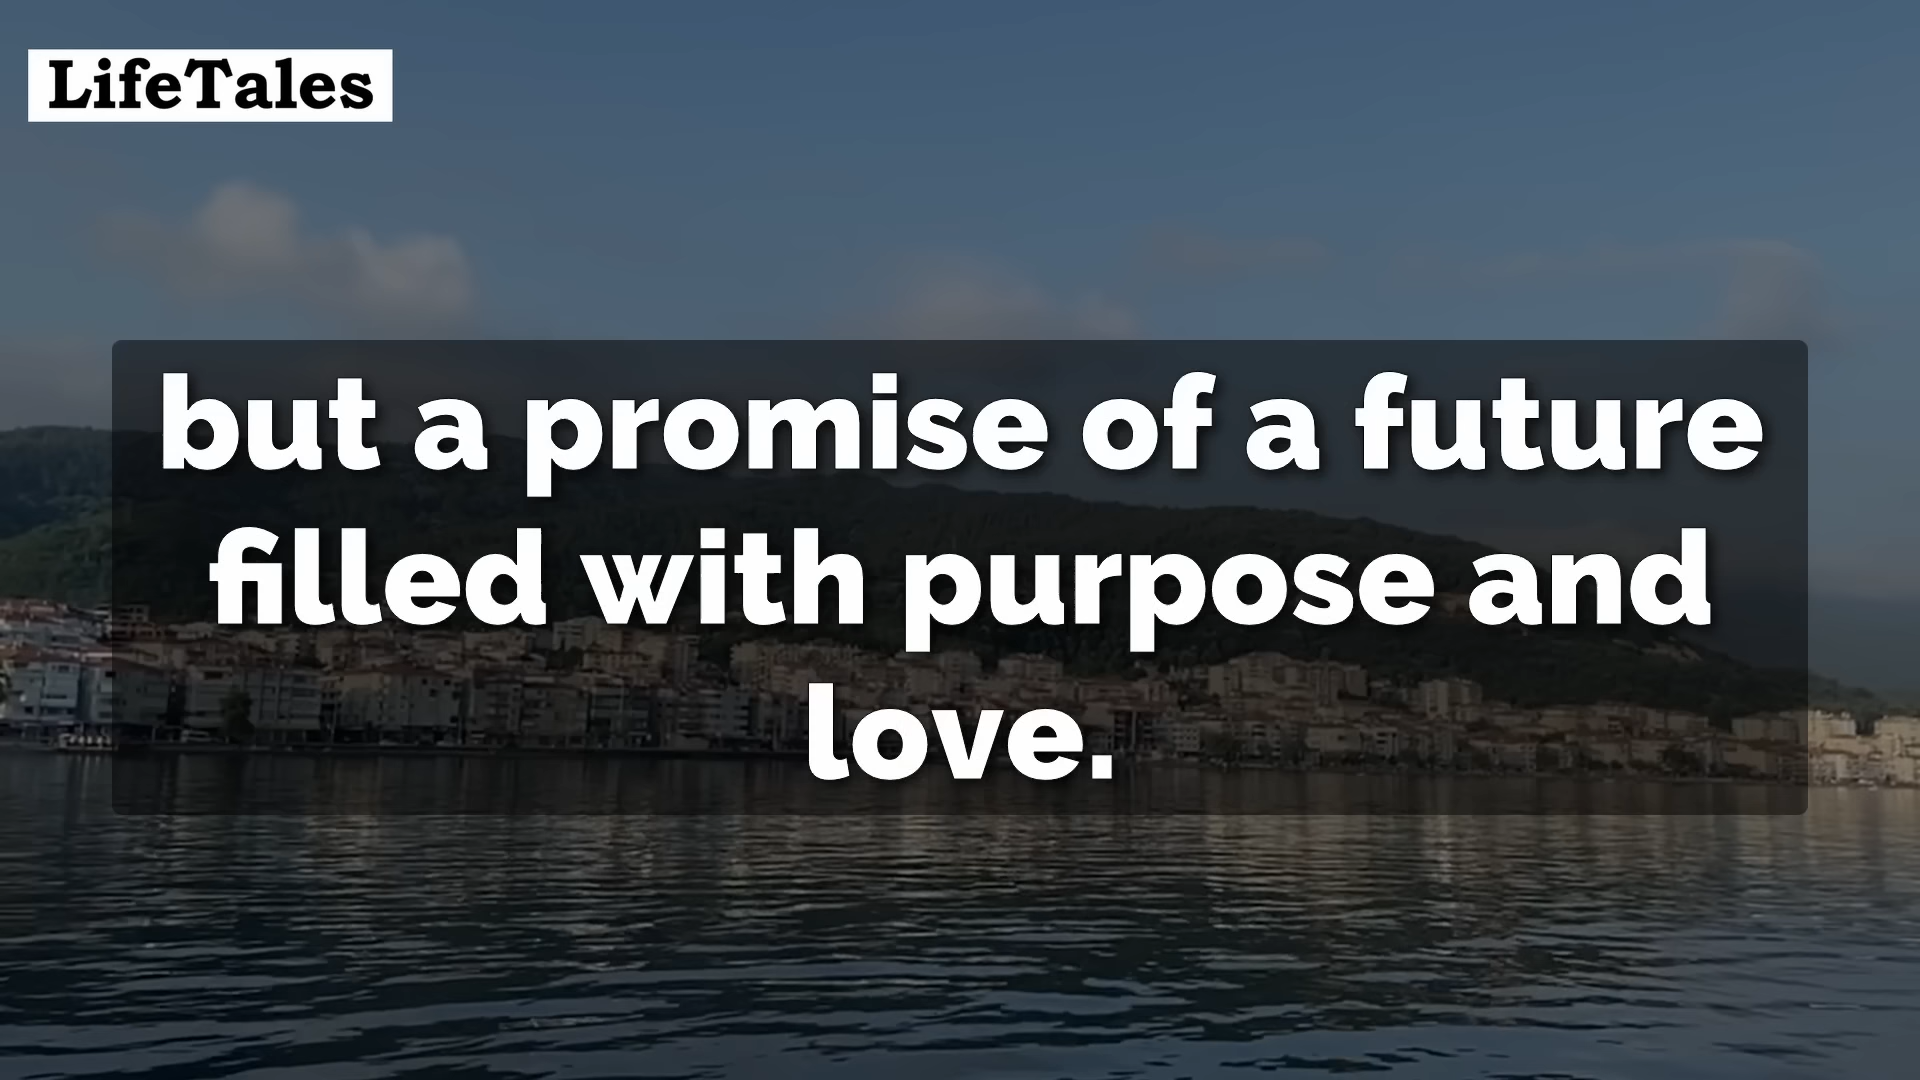 LifeTales
but a promise of a future
filled with purpose and
love.